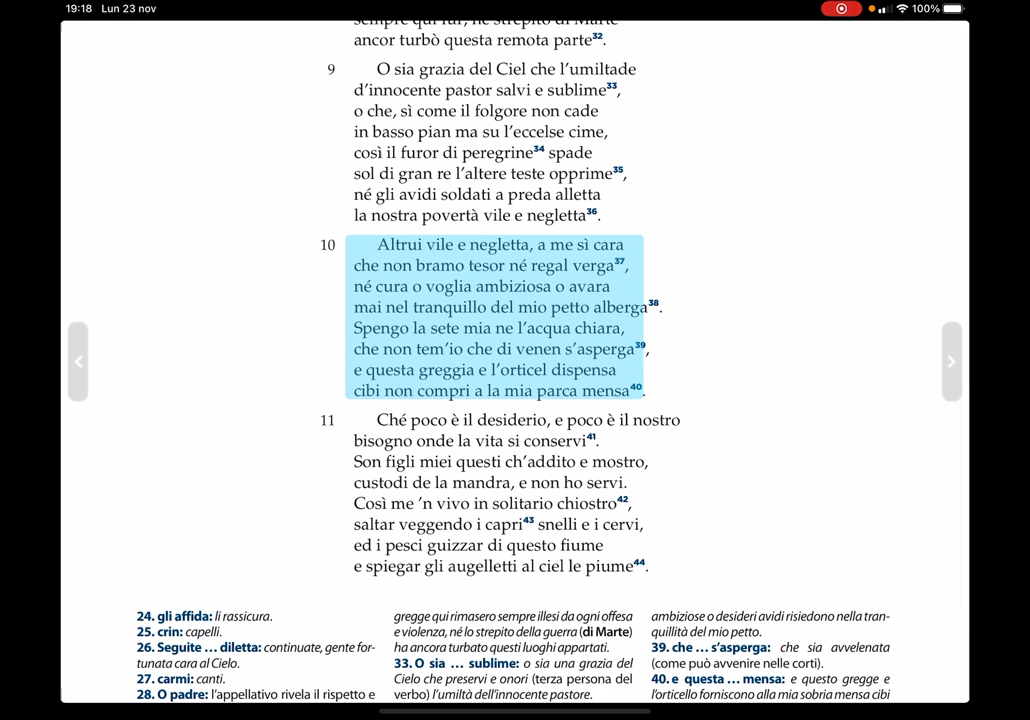 19:18 Lun 23 nov
100%
sempre qui fur, né strepito di Marte
ancor turbò questa remota parte32.
9 O sia grazia del Ciel che l'umiltade
d'innocente pastor salvi e sublime33,
o che, sì come il folgore non cade
in basso pian ma su l'eccelse cime,
così il furor di peregrine34 spade
sol di gran re l'altere teste opprime35,
né gli avidi soldati a preda alletta
la nostra povertà vile e negletta36.
10 Altrui vile e negletta, a me sì cara
che non bramo tesor né regal verga37,
né cura o voglia ambiziosa o avara
mai nel tranquillo del mio petto alberga38.
Spengo la sete mia ne l'acqua chiara,
che non tem'io che di venen s'asperga39,
e questa greggia e l'orticel dispensa
cibi non compri a la mia parca mensa40.
11 Ché poco è il desiderio, e poco è il nostro
bisogno onde la vita si conservi41.
Son figli miei questi ch'addito e mostro,
custodi de la mandra, e non ho servi.
Così me 'n vivo in solitario chiostro42,
saltar veggendo i capri43 snelli e i cervi,
ed i pesci guizzar di questo fiume
e spiegar gli augelletti al ciel le piume44.
24. gli affida: li rassicura.
25. crin: capelli.
26. Seguite ... diletta: continuate, gente for-
tunata cara al Cielo.
27. carmi: canti.
28. O padre: l'appellativo rivela il rispetto e
gregge qui rimasero sempre illesi da ogni offesa
e violenza, né lo strepito della guerra (di Marte)
ha ancora turbato questi luoghi appartati.
33. O sia ... sublime: o sia una grazia del
Cielo che preservi e onori (terza persona del
verbo) l'umiltà dell'innocente pastore.
ambiziose o desideri avidi risiedono nella tran-
quillità del mio petto.
39. che ... s'asperga: che sia avvelenata
(come può avvenire nelle corti).
40. e questa ... mensa: e questo gregge e
l'orticello forniscono alla mia sobria mensa cibi